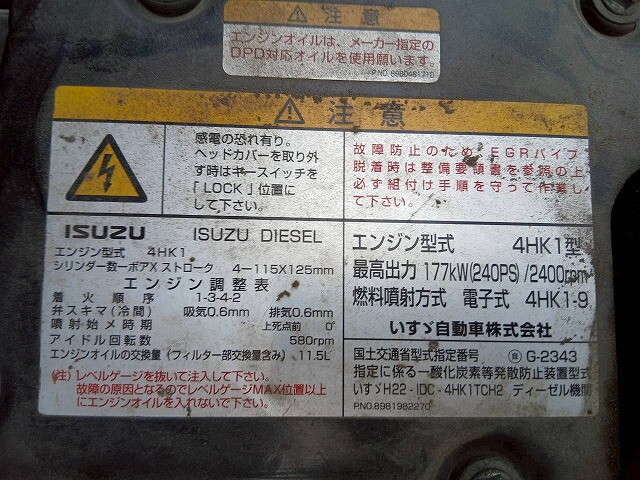 ⚠ 注意
エンジンオイルは、メーカー指定の
DPD対応オイルを使用願います。
P.NO.8980481710
⚠ 注意
感電の恐れ有り。
ヘッドカバーを取り外
す時はキースイッチを
「LOCK」位置に
して下さい。
故障防止のため、EGRパイプ
脱着時は整備要領書を参照の上
必ず組付け手順を守って作業し
て下さい。
ISUZU ISUZU DIESEL
エンジン型式 4HK1
シリンダー数ーボアXストローク 4-115X125mm
エンジン調整表
着火順序 1-3-4-2
弁スキマ(冷間) 吸気0.6mm 排気0.6mm
噴射始メ時期 上死点前 0°
アイドル回転数 580rpm
エンジンオイルの交換量(フィルター部交換量含み)...11.5L
(注)レベルゲージを抜いて注入して下さい。
故障の原因となるのでレベルゲージMAX位置以上
にエンジンオイルを入れないで下さい。
エンジン型式 4HK1型
最高出力 177kW(240PS)/2400rpm
燃料噴射方式 電子式 4HK1-9
いすゞ自動車株式会社
国土交通省型式指定番号 自 G-2343
指定に係る一酸化炭素等発散防止装置型式
いすゞH22-IDC-4HK1TCH2 ディーゼル機関
P.NO.8981982270